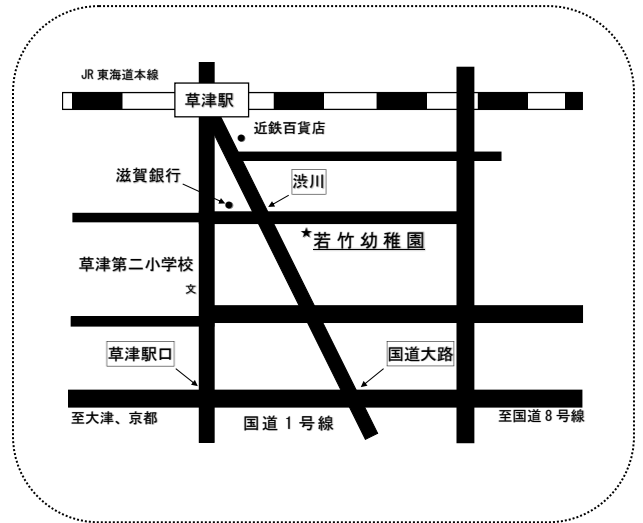 JR東海道本線
草津駅
近鉄百貨店
滋賀銀行
渋川
★若竹幼稚園
草津第二小学校
文
草津駅口
国道大路
至大津、京都
国道1号線
至国道8号線